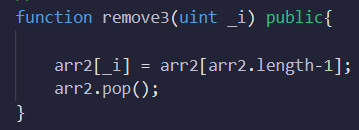 function remove3(uint _i) public{
arr2[_i] = arr2[arr2.length-1];
arr2.pop();
}